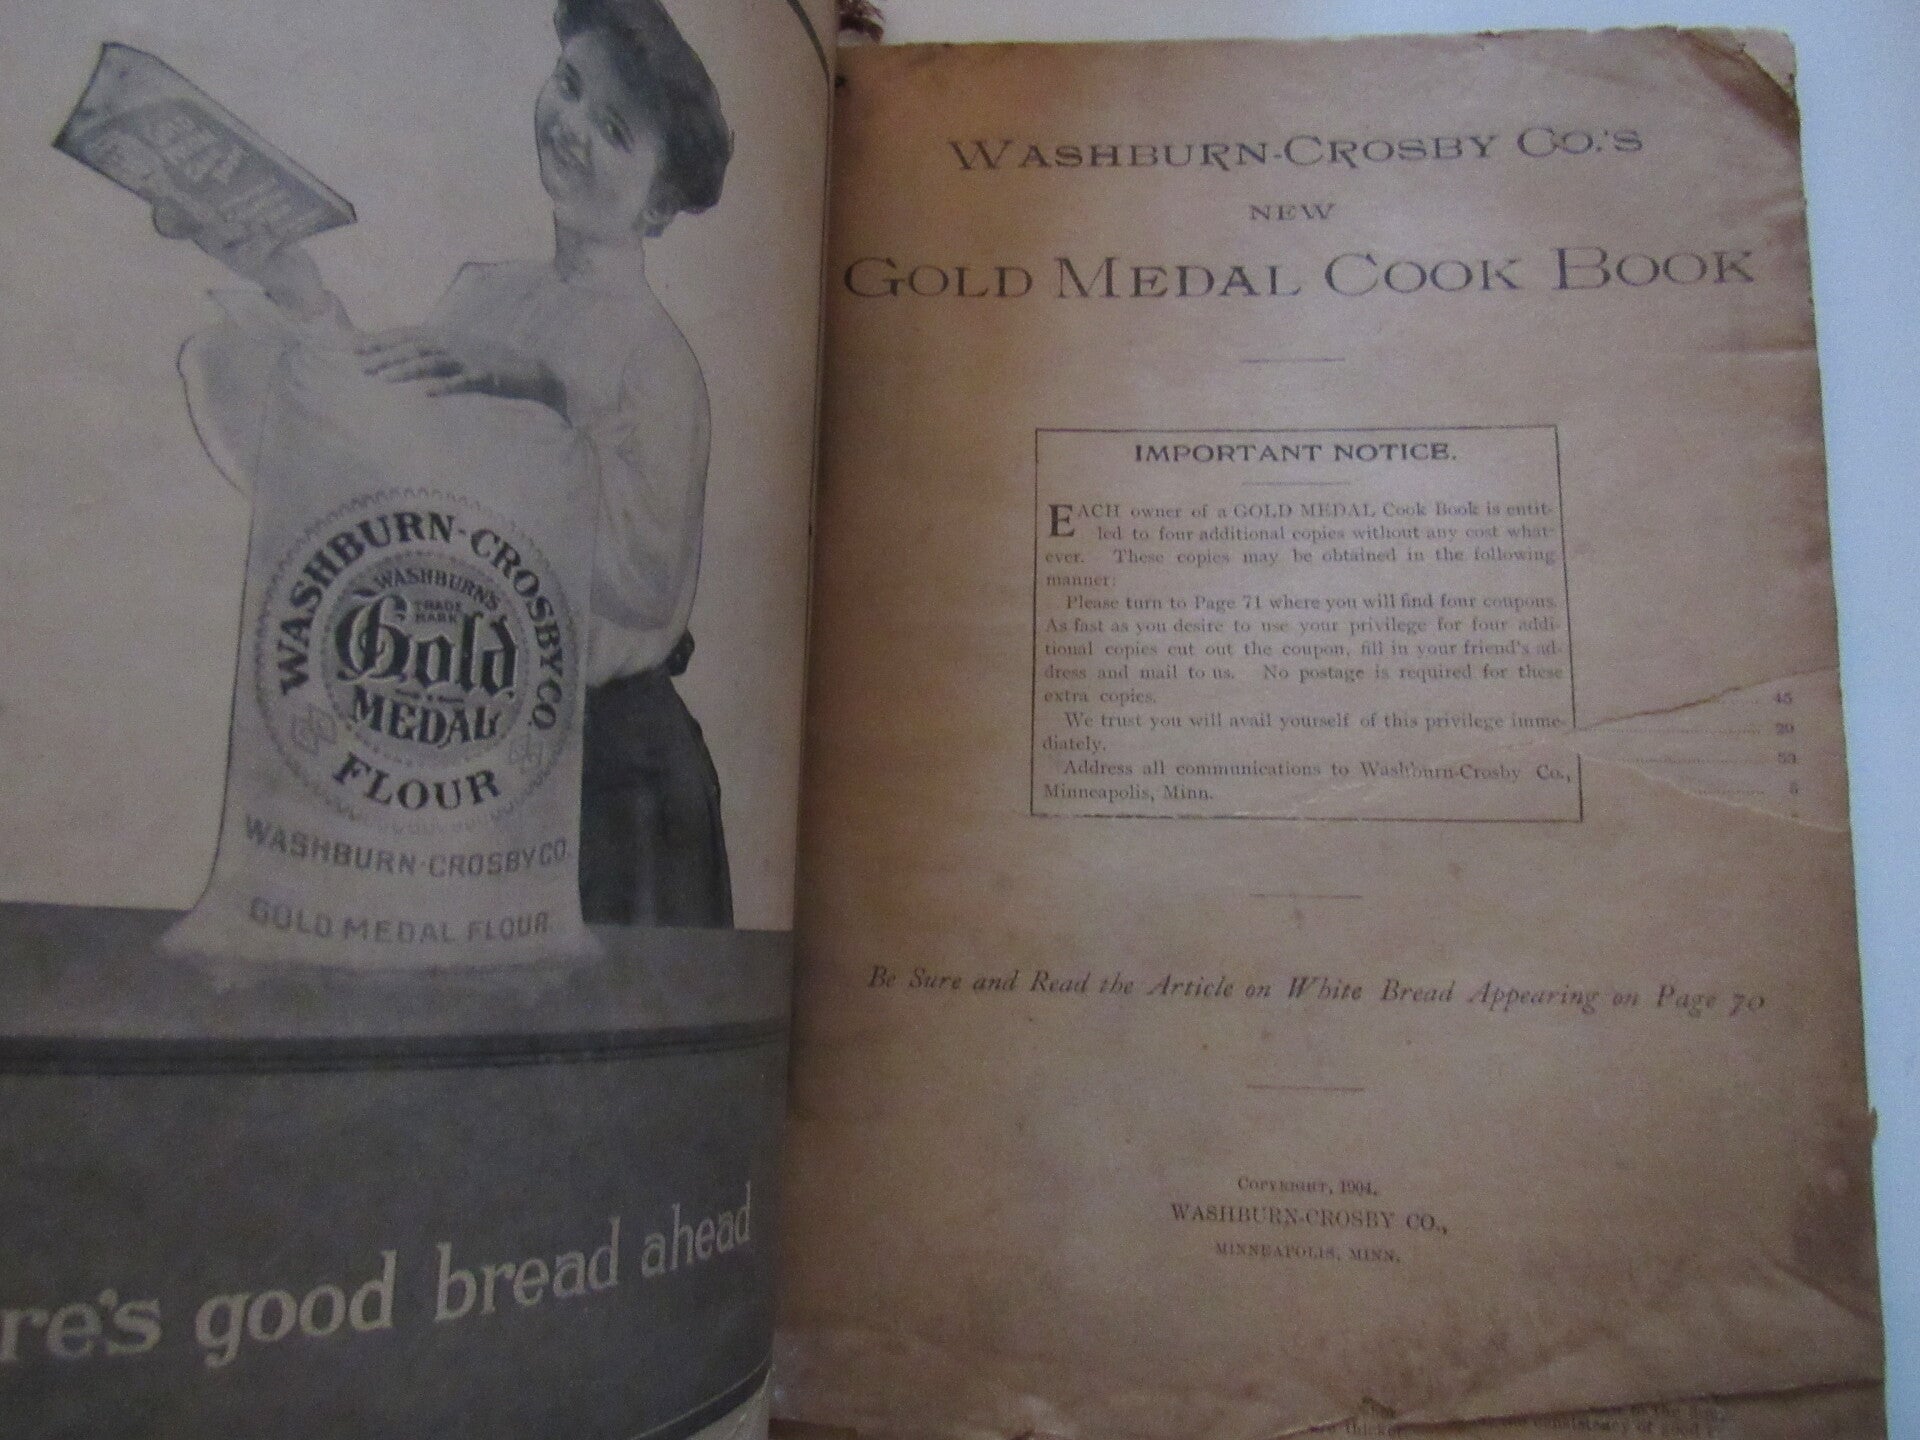 WASHBURN-CROSBY CO.
WASHBURN'S
TRADE
MARK
Gold
MEDAL
FLOUR
WASHBURN-CROSBY CO.
GOLD MEDAL FLOUR
re's good bread ahead
WASHBURN-CROSBY CO.'S
NEW
GOLD MEDAL COOK BOOK
IMPORTANT NOTICE.
EACH owner of a GOLD MEDAL Cook Book is entit-
led to four additional copies without any cost what-
ever. These copies may be obtained in the following
manner:
Please turn to Page 71 where you will find four coupons.
As fast as you desire to use your privilege for four addi-
tional copies cut out the coupon, fill in your friend's ad-
dress and mail to us. No postage is required for these
extra copies.
We trust you will avail yourself of this privilege imme-
diately.
Address all communications to Washburn-Crosby Co.,
Minneapolis, Minn.
45
29
53
5
Be Sure and Read the Article on White Bread Appearing on Page 70
COPYRIGHT, 1904,
WASHBURN-CROSBY CO.,
MINNEAPOLIS, MINN.